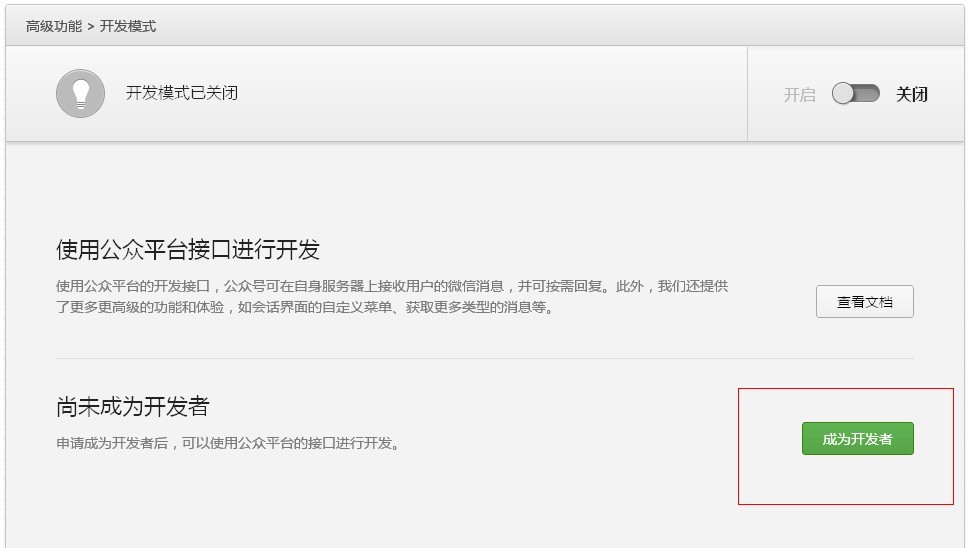 高级功能 > 开发模式
开发模式已关闭
开启 关闭
使用公众平台接口进行开发
使用公众平台的开发接口，公众号可在自身服务器上接收用户的微信消息，并可按需回复。此外，我们还提供
了更多更高级的功能和体验，如会话界面的自定义菜单、获取更多类型的消息等。
查看文档
尚未成为开发者
申请成为开发者后，可以使用公众平台的接口进行开发。
成为开发者